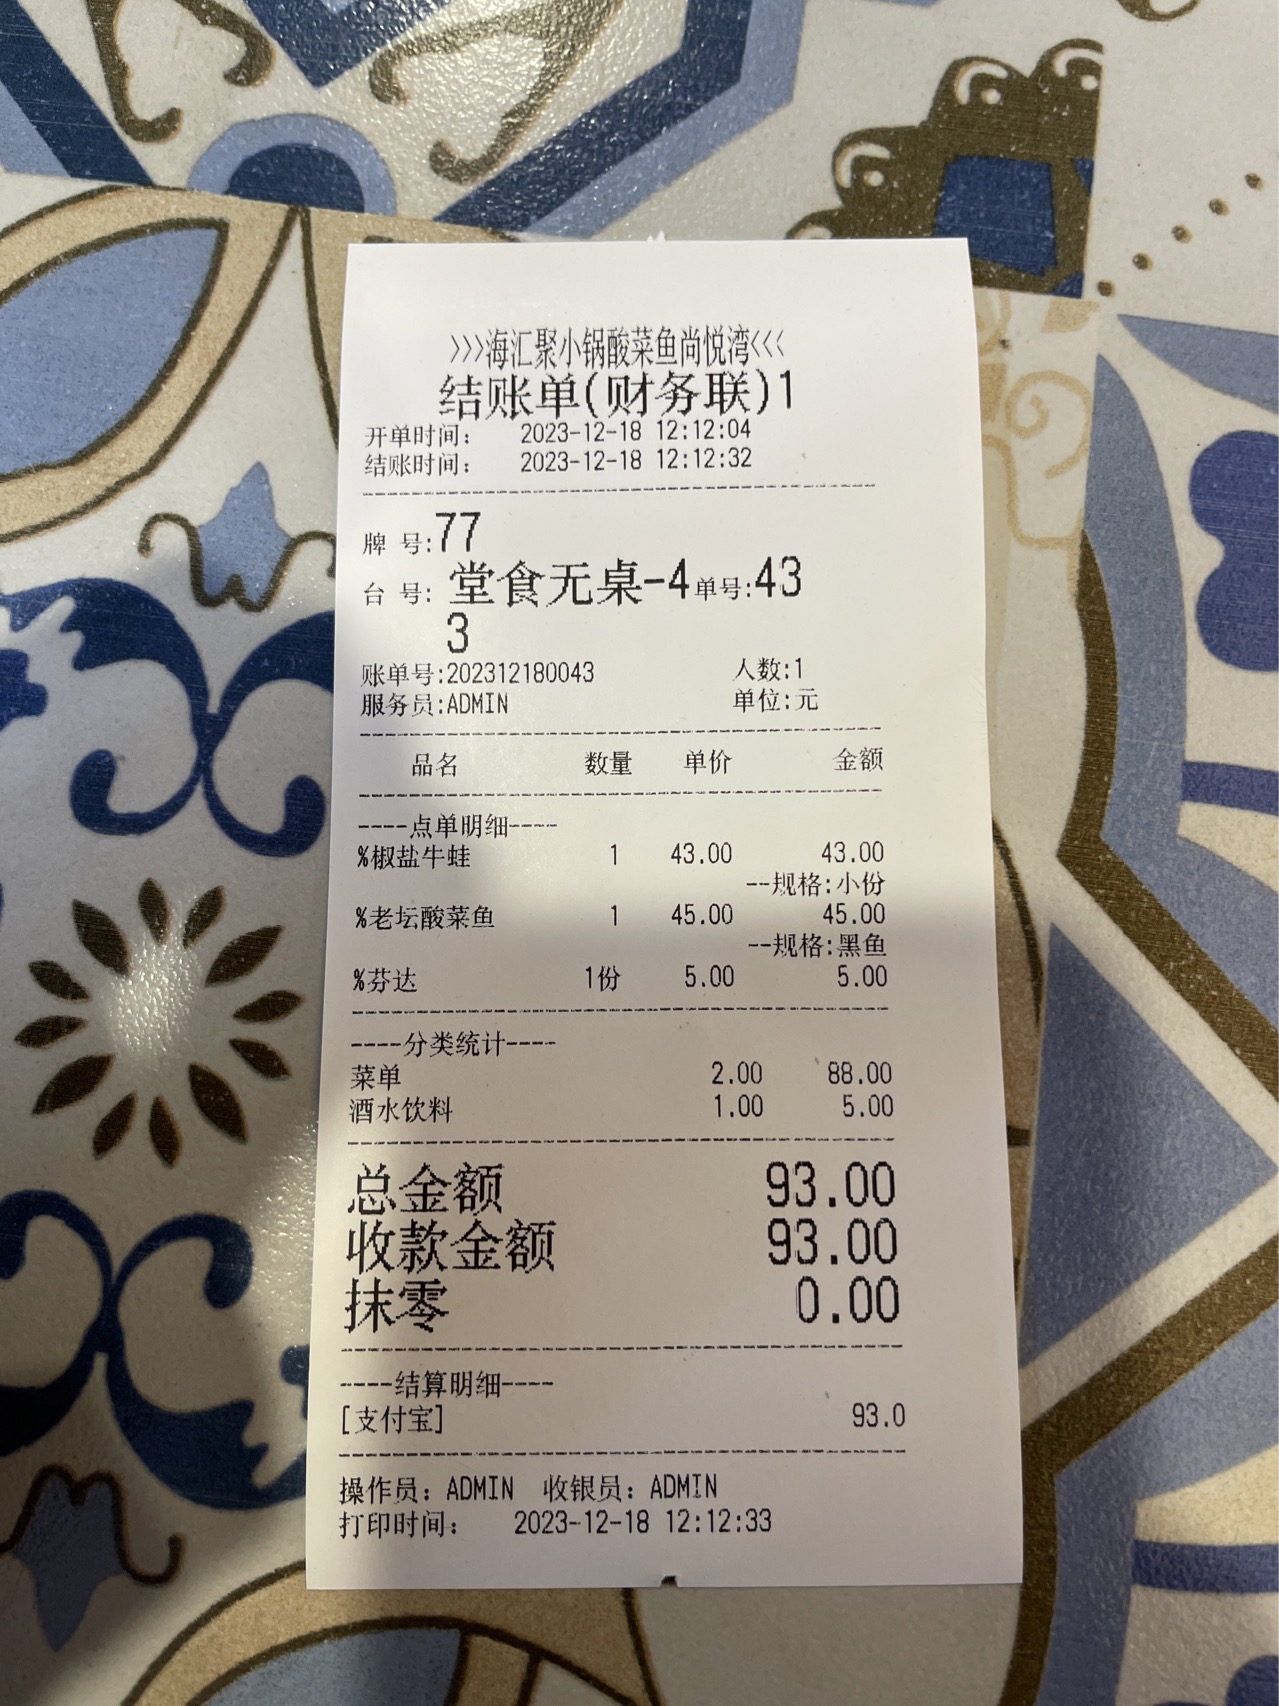 >>>海汇聚小锅酸菜鱼尚悦湾<<<
结账单(财务联)1
开单时间: 2023-12-18 12:12:04
结账时间: 2023-12-18 12:12:32
牌 号:77
台 号: 堂食无桌-4单号:43
3
账单号:202312180043 人数:1
服务员:ADMIN 单位:元
品名 数量 单价 金额
----点单明细----
%椒盐牛蛙 1 43.00 43.00
--规格:小份
%老坛酸菜鱼 1 45.00 45.00
--规格:黑鱼
%芬达 1份 5.00 5.00
----分类统计----
菜单 2.00 88.00
酒水饮料 1.00 5.00
总金额 93.00
收款金额 93.00
抹零 0.00
----结算明细----
[支付宝] 93.0
操作员: ADMIN 收银员: ADMIN
打印时间: 2023-12-18 12:12:33